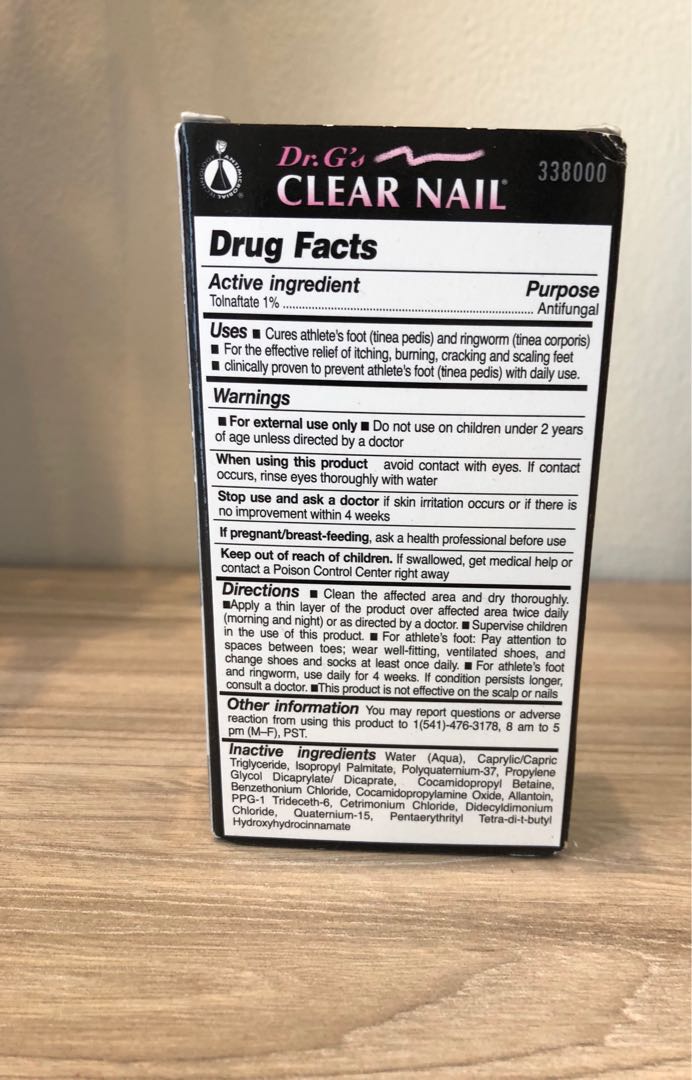 ANTIMICROBIAL TECHNOLOGY
Dr. G's
CLEAR NAIL®
338000
Drug Facts
Active ingredient Purpose
Tolnaftate 1% ........................................................ Antifungal
Uses ■ Cures athlete's foot (tinea pedis) and ringworm (tinea corporis)
■ For the effective relief of itching, burning, cracking and scaling feet
■ clinically proven to prevent athlete's foot (tinea pedis) with daily use.
Warnings
■ For external use only ■ Do not use on children under 2 years
of age unless directed by a doctor
When using this product avoid contact with eyes. If contact
occurs, rinse eyes thoroughly with water
Stop use and ask a doctor if skin irritation occurs or if there is
no improvement within 4 weeks
If pregnant/breast-feeding, ask a health professional before use
Keep out of reach of children. If swallowed, get medical help or
contact a Poison Control Center right away
Directions ■ Clean the affected area and dry thoroughly.
■Apply a thin layer of the product over affected area twice daily
(morning and night) or as directed by a doctor. ■ Supervise children
in the use of this product. ■ For athlete's foot: Pay attention to
spaces between toes; wear well-fitting, ventilated shoes, and
change shoes and socks at least once daily. ■ For athlete's foot
and ringworm, use daily for 4 weeks. If condition persists longer,
consult a doctor. ■This product is not effective on the scalp or nails
Other information You may report questions or adverse
reaction from using this product to 1(541)-476-3178, 8 am to 5
pm (M–F), PST.
Inactive ingredients Water (Aqua), Caprylic/Capric
Triglyceride, Isopropyl Palmitate, Polyquaternium-37, Propylene
Glycol Dicaprylate/ Dicaprate, Cocamidopropyl Betaine,
Benzethonium Chloride, Cocamidopropylamine Oxide, Allantoin,
PPG-1 Trideceth-6, Cetrimonium Chloride, Didecyldimonium
Chloride, Quaternium-15, Pentaerythrityl Tetra-di-t-butyl
Hydroxyhydrocinnamate